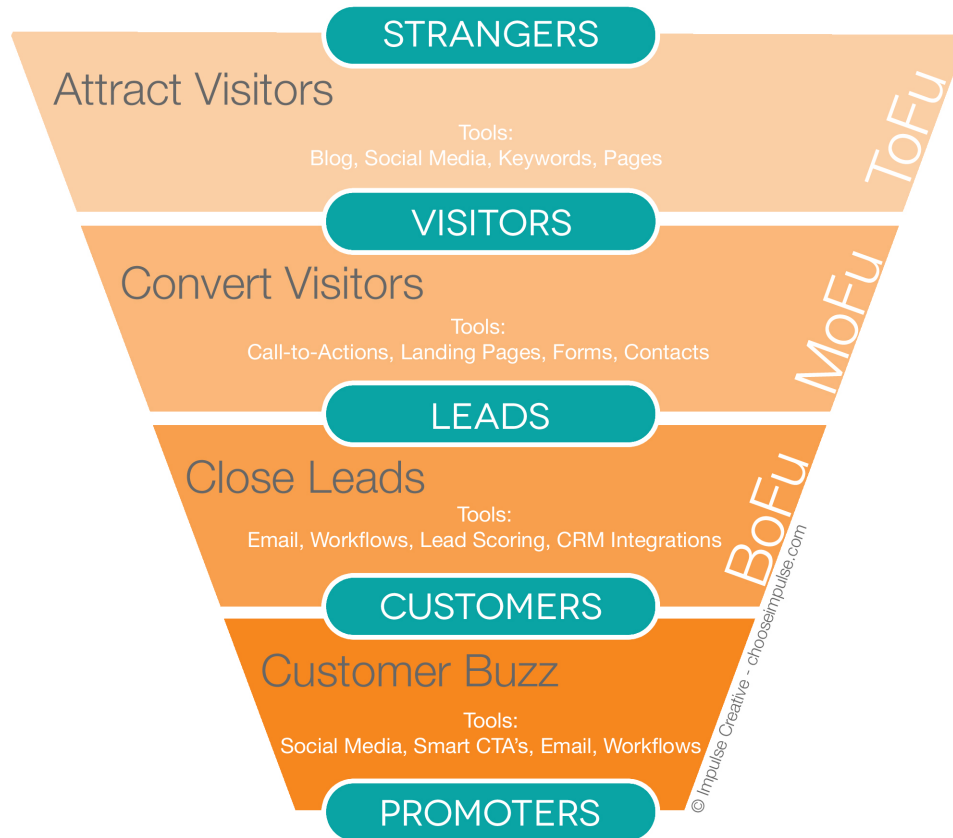 STRANGERS
Attract Visitors
Tools:
Blog, Social Media, Keywords, Pages
ToFu
VISITORS
Convert Visitors
Tools:
Call-to-Actions, Landing Pages, Forms, Contacts
MoFu
LEADS
Close Leads
Tools:
Email, Workflows, Lead Scoring, CRM Integrations
BoFu
CUSTOMERS
Customer Buzz
Tools:
Social Media, Smart CTA's, Email, Workflows
PROMOTERS
© Impulse Creative - chooseimpulse.com